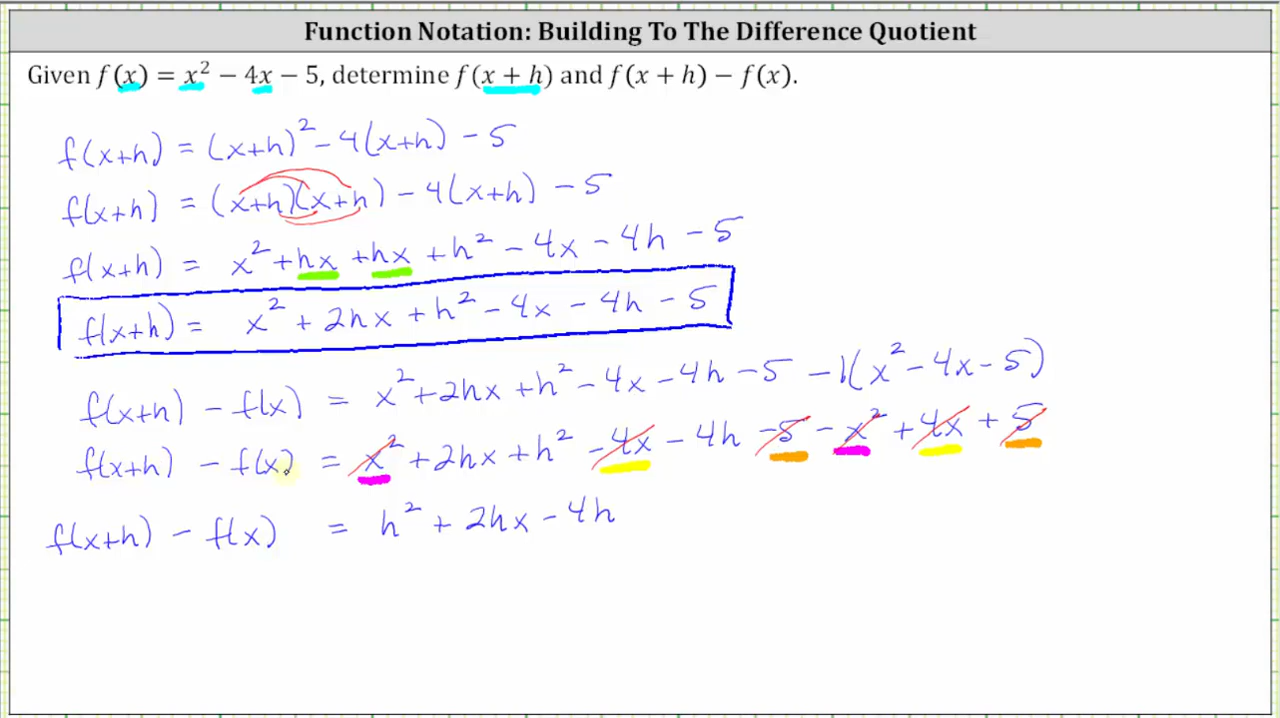 Function Notation: Building To The Difference Quotient
Given f(x) = x² − 4x − 5, determine f(x + h) and f(x + h) − f(x).
f(x+h) = (x+h)² − 4(x+h) − 5
f(x+h) = (x+h)(x+h) − 4(x+h) − 5
f(x+h) = x² + hx + hx + h² − 4x − 4h − 5
f(x+h) = x² + 2hx + h² − 4x − 4h − 5
f(x+h) − f(x) = x² + 2hx + h² − 4x − 4h − 5 − 1(x² − 4x − 5)
f(x+h) − f(x) = x² + 2hx + h² − 4x − 4h − 5 − x² + 4x + 5
f(x+h) − f(x) = h² + 2hx − 4h